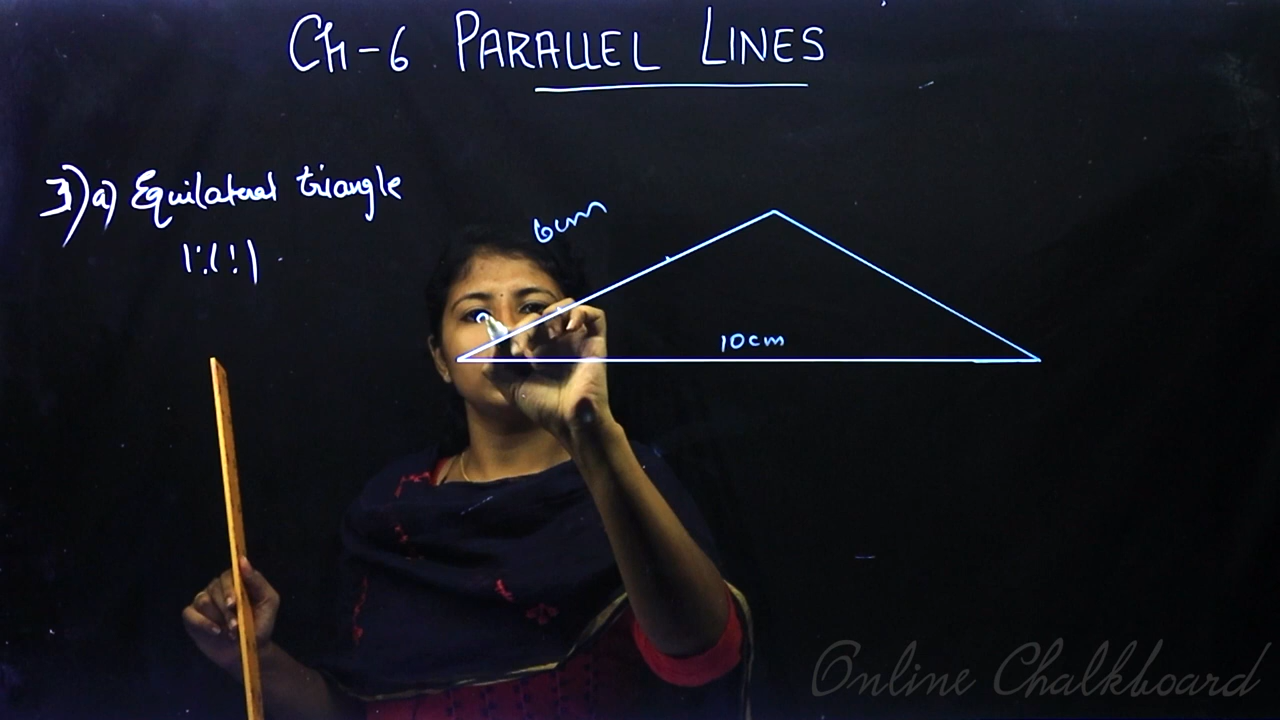 Ch-6 PARALLEL LINES
3)a) Equilateral triangle
1:1:1
6cm
10cm
Online Chalkboard